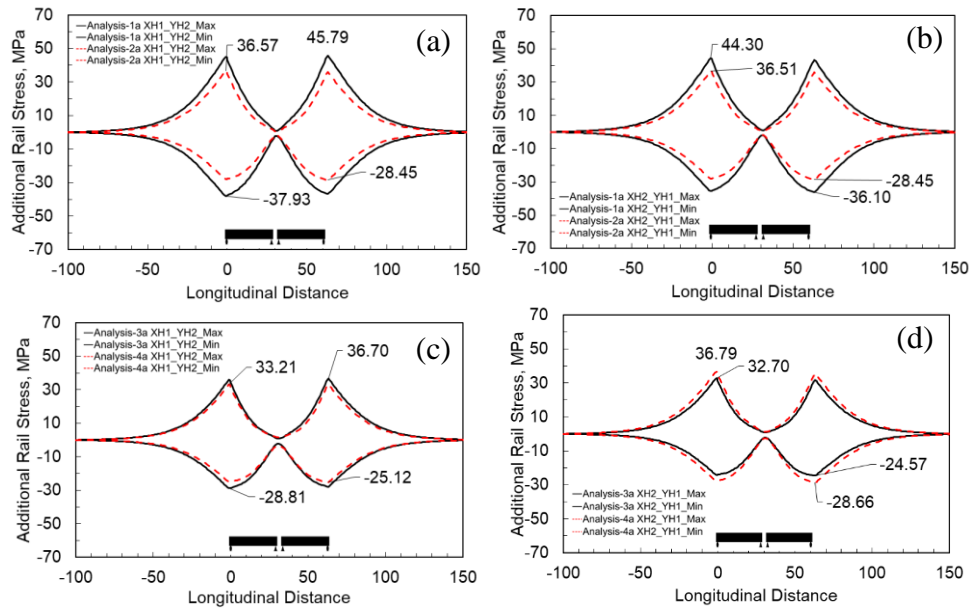 (a)
Analysis-1a XH1_YH2_Max
Analysis-1a XH1_YH2_Min
Analysis-2a XH1_YH2_Max
Analysis-2a XH1_YH2_Min
36.57
45.79
-28.45
-37.93
Additional Rail Stress, MPa
70
50
30
10
-10
-30
-50
-70
-100 -50 0 50 100 150
Longitudinal Distance
(b)
44.30
36.51
-28.45
-36.10
Analysis-1a XH2_YH1_Max
Analysis-1a XH2_YH1_Min
Analysis-2a XH2_YH1_Max
Analysis-2a XH2_YH1_Min
Additional Rail Stress, MPa
70
50
30
10
-10
-30
-50
-70
-100 -50 0 50 100 150
Longitudinal Distance
(c)
Analysis-3a XH1_YH2_Max
Analysis-3a XH1_YH2_Min
Analysis-4a XH1_YH2_Max
Analysis-4a XH1_YH2_Min
33.21
36.70
-25.12
-28.81
Additional Rail Stress, MPa
70
50
30
10
-10
-30
-50
-70
-100 -50 0 50 100 150
Longitudinal Distance
(d)
36.79
32.70
-24.57
-28.66
Analysis-3a XH2_YH1_Max
Analysis-3a XH2_YH1_Min
Analysis-4a XH2_YH1_Max
Analysis-4a XH2_YH1_Min
Additional Rail Stress, MPa
70
50
30
10
-10
-30
-50
-70
-100 -50 0 50 100 150
Longitudinal Distance